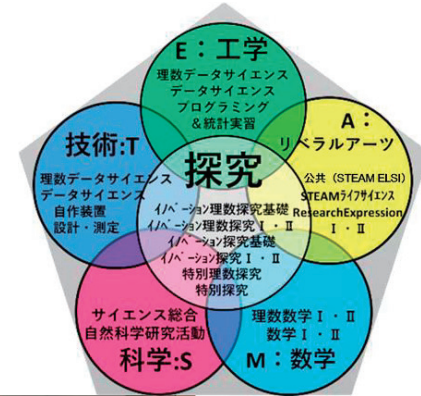 E：工学
理数データサイエンス
データサイエンス
プログラミング
＆統計実習
A：
リベラルアーツ
公共（STEAM ELSI）
STEAMライフサイエンス
ResearchExpression
Ⅰ・Ⅱ
技術:T
理数データサイエンス
データサイエンス
自作装置
設計・測定
探究
ｲﾉﾍﾞｰｼｮﾝ理数探究基礎
ｲﾉﾍﾞｰｼｮﾝ理数探究Ⅰ・Ⅱ
ｲﾉﾍﾞｰｼｮﾝ探究基礎
ｲﾉﾍﾞｰｼｮﾝ探究Ⅰ・Ⅱ
特別理数探究
特別探究
サイエンス総合
自然科学研究活動
科学:S
理数数学Ⅰ・Ⅱ
数学Ⅰ・Ⅱ
M：数学